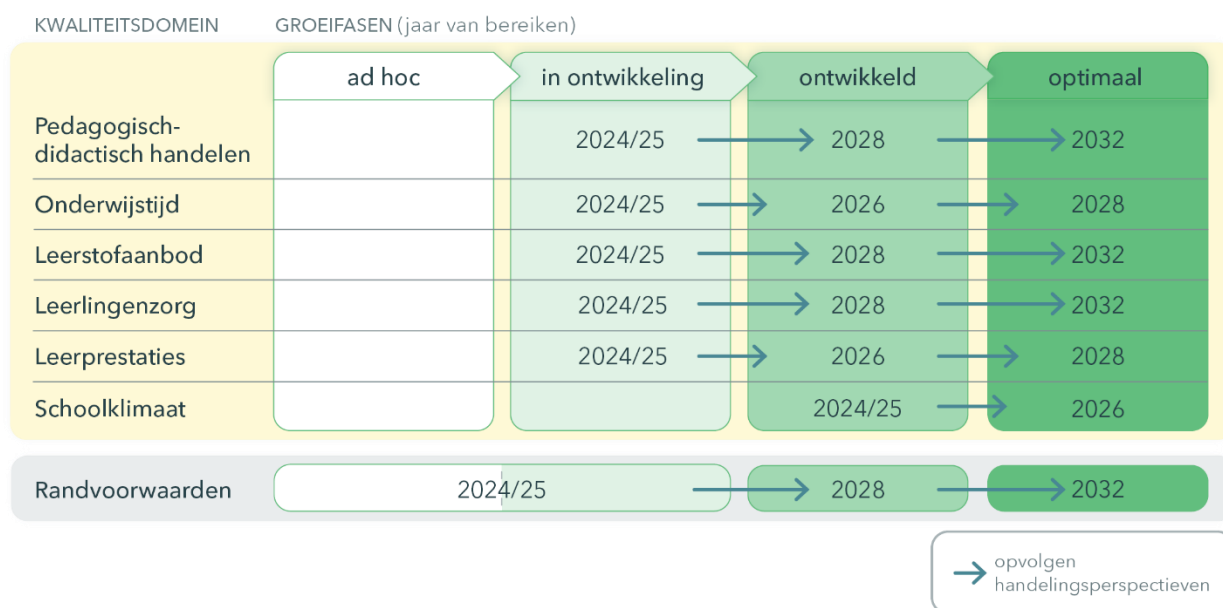 KWALITEITSDOMEIN GROEIFASEN (jaar van bereiken)
ad hoc in ontwikkeling ontwikkeld optimaal
Pedagogisch-
didactisch handelen 2024/25 2028 2032
Onderwijstijd 2024/25 2026 2028
Leerstofaanbod 2024/25 2028 2032
Leerlingenzorg 2024/25 2028 2032
Leerprestaties 2024/25 2026 2028
Schoolklimaat 2024/25 2026
Randvoorwaarden 2024/25 2028 2032
opvolgen
handelingsperspectieven